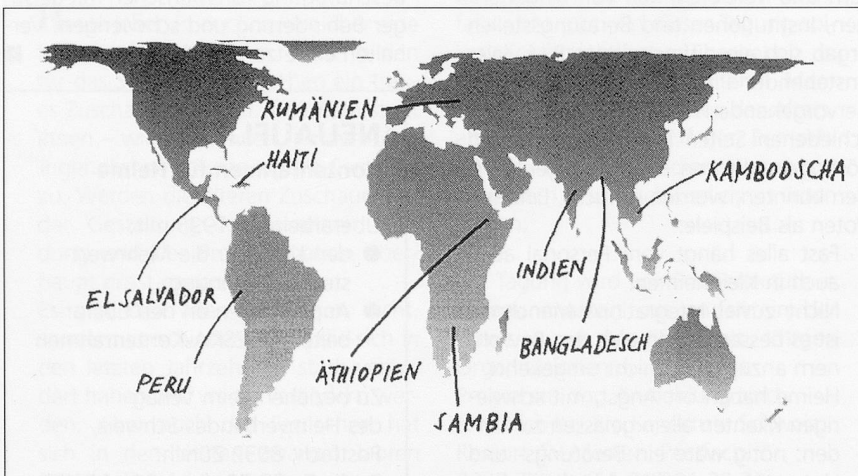 RUMÄNIEN
HAITI
KAMBODSCHA
INDIEN
EL SALVADOR
BANGLADESCH
ÄTHIOPIEN
PERU
SAMBIA